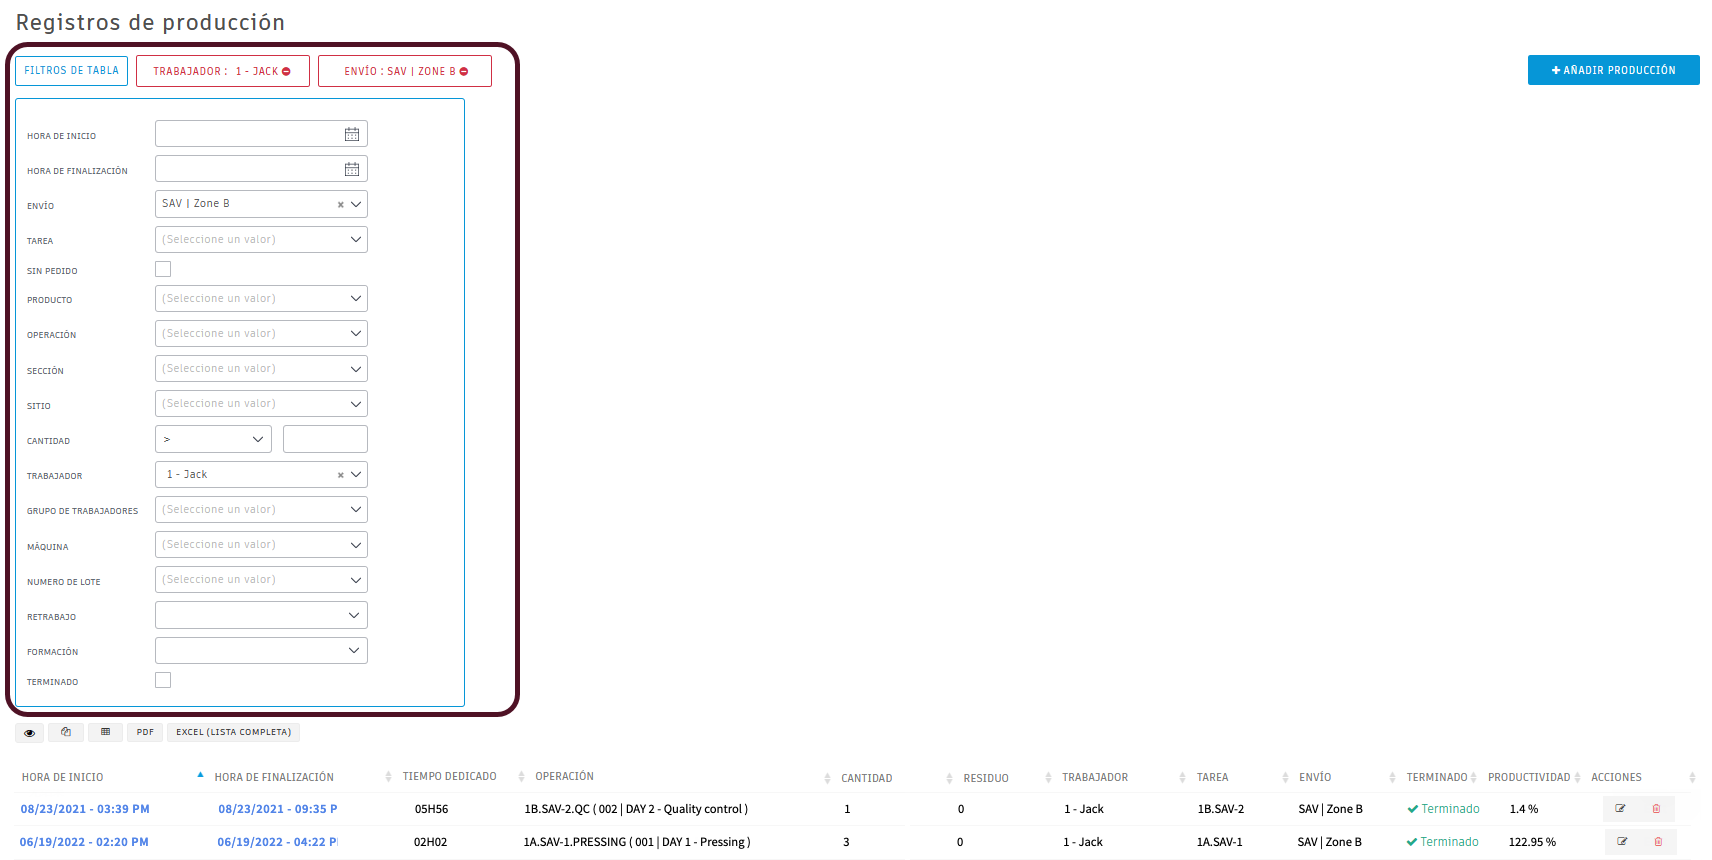 Registros de producción
FILTROS DE TABLA
TRABAJADOR : 1 - JACK
ENVÍO : SAV | ZONE B
AÑADIR PRODUCCIÓN
HORA DE INICIO
HORA DE FINALIZACIÓN
ENVÍO SAV | Zone B
TAREA (Seleccione un valor)
SIN PEDIDO
PRODUCTO (Seleccione un valor)
OPERACIÓN (Seleccione un valor)
SECCIÓN (Seleccione un valor)
SITIO (Seleccione un valor)
CANTIDAD >
TRABAJADOR 1 - Jack
GRUPO DE TRABAJADORES (Seleccione un valor)
MÁQUINA (Seleccione un valor)
NUMERO DE LOTE (Seleccione un valor)
RETRABAJO
FORMACIÓN
TERMINADO
PDF EXCEL (LISTA COMPLETA)
HORA DE INICIO HORA DE FINALIZACIÓN TIEMPO DEDICADO OPERACIÓN CANTIDAD RESIDUO TRABAJADOR TAREA ENVÍO TERMINADO PRODUCTIVIDAD ACCIONES
08/23/2021 - 03:39 PM 08/23/2021 - 09:35 P 05H56 1B.SAV-2.QC ( 002 | DAY 2 - Quality control ) 1 0 1 - Jack 1B.SAV-2 SAV | Zone B Terminado 1.4 %
06/19/2022 - 02:20 PM 06/19/2022 - 04:22 P 02H02 1A.SAV-1.PRESSING ( 001 | DAY 1 - Pressing ) 3 0 1 - Jack 1A.SAV-1 SAV | Zone B Terminado 122.95 %